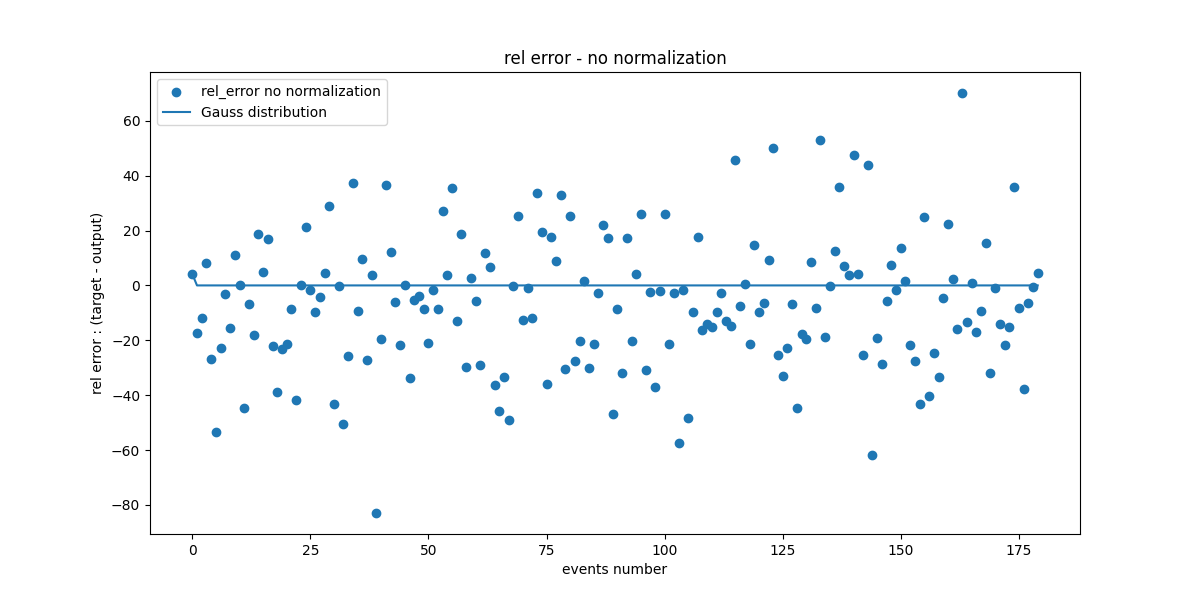 rel error - no normalization
rel_error no normalization
Gauss distribution
60
40
20
0
−20
−40
−60
−80
rel error : (target - output)
0 25 50 75 100 125 150 175
events number